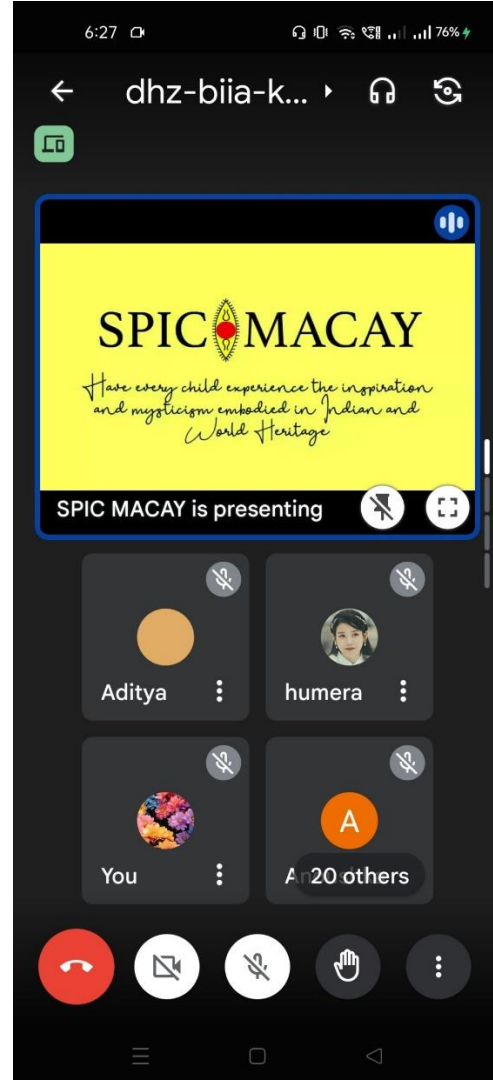 6:27 76%
dhz-biia-k...
SPIC MACAY
Have every child experience the inspiration
and mysticism embodied in Indian and
World Heritage
SPIC MACAY is presenting
Aditya
humera
You
A
20 others